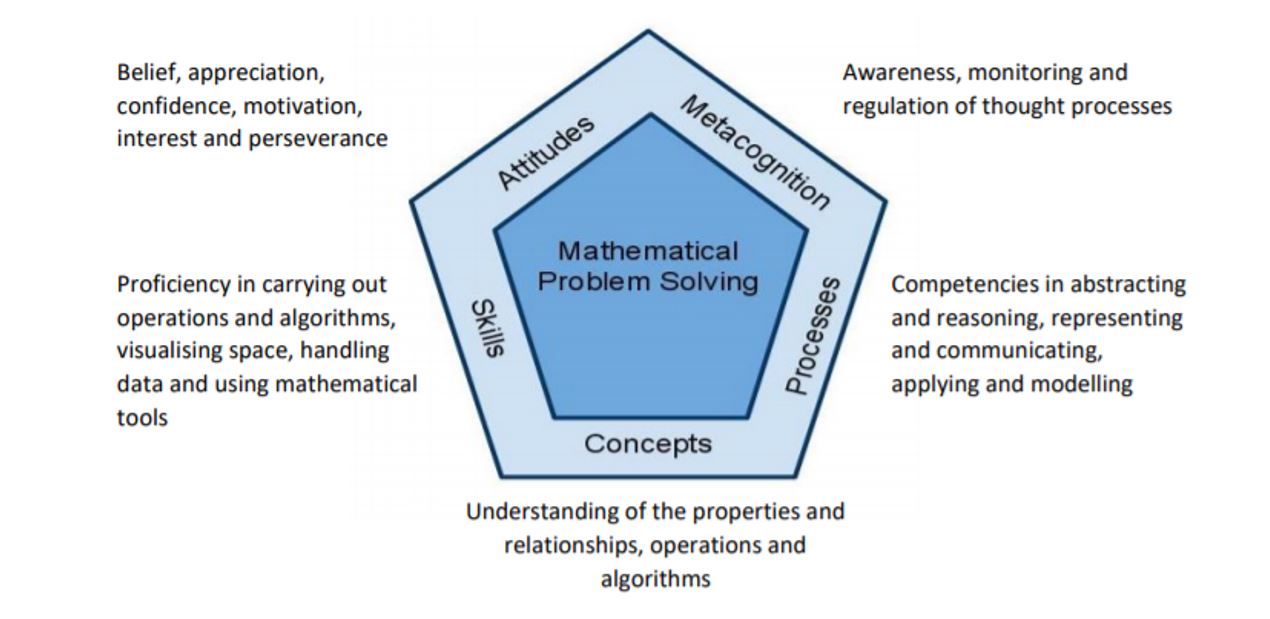 Belief, appreciation,
confidence, motivation,
interest and perseverance
Attitudes
Metacognition
Awareness, monitoring and
regulation of thought processes
Mathematical
Problem Solving
Proficiency in carrying out
operations and algorithms,
visualising space, handling
data and using mathematical
tools
Skills
Processes
Competencies in abstracting
and reasoning, representing
and communicating,
applying and modelling
Concepts
Understanding of the properties and
relationships, operations and
algorithms